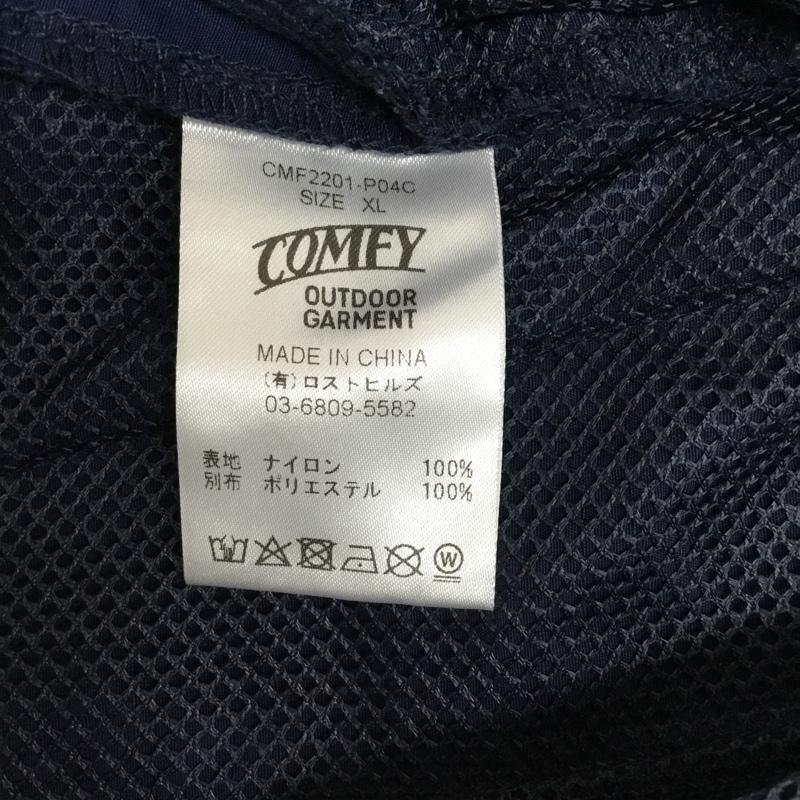 CMF2201-P04C
SIZE XL
COMFY
OUTDOOR
GARMENT
MADE IN CHINA
(有)ロストヒルズ
03-6809-5582
表地 ナイロン 100%
別布 ポリエステル 100%
W